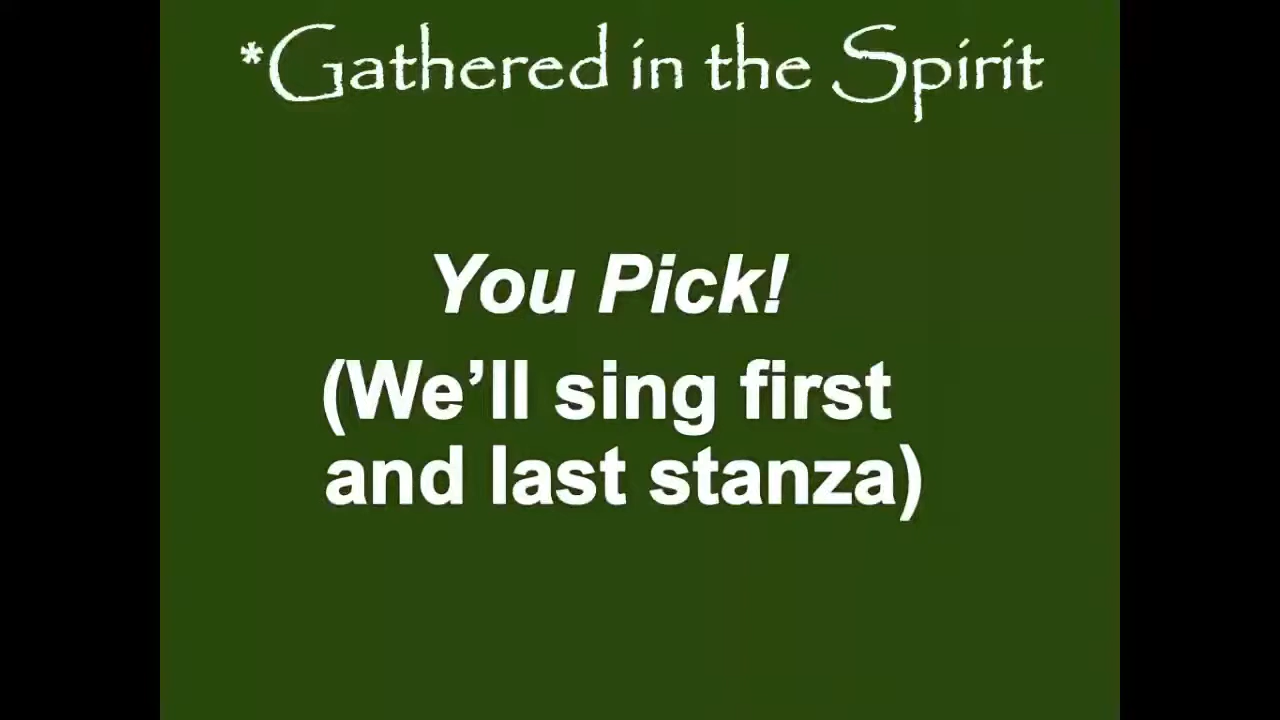 *Gathered in the Spirit
You Pick!
(We’ll sing first
and last stanza)